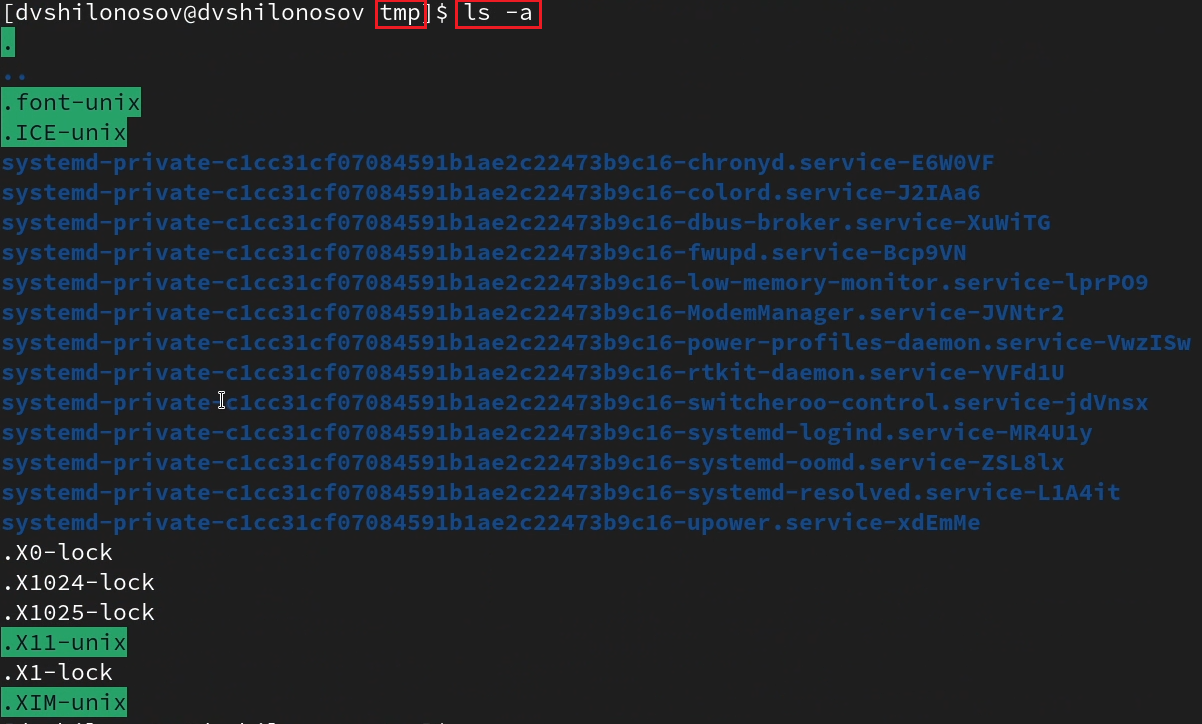 [dvshilonosov@dvshilonosov tmp]$ ls -a
.
..
.font-unix
.ICE-unix
systemd-private-c1cc31cf07084591b1ae2c22473b9c16-chronyd.service-E6W0VF
systemd-private-c1cc31cf07084591b1ae2c22473b9c16-colord.service-J2IAa6
systemd-private-c1cc31cf07084591b1ae2c22473b9c16-dbus-broker.service-XuWiTG
systemd-private-c1cc31cf07084591b1ae2c22473b9c16-fwupd.service-Bcp9VN
systemd-private-c1cc31cf07084591b1ae2c22473b9c16-low-memory-monitor.service-lprPO9
systemd-private-c1cc31cf07084591b1ae2c22473b9c16-ModemManager.service-JVNtr2
systemd-private-c1cc31cf07084591b1ae2c22473b9c16-power-profiles-daemon.service-VwzISw
systemd-private-c1cc31cf07084591b1ae2c22473b9c16-rtkit-daemon.service-YVFd1U
systemd-private-c1cc31cf07084591b1ae2c22473b9c16-switcheroo-control.service-jdVnsx
systemd-private-c1cc31cf07084591b1ae2c22473b9c16-systemd-logind.service-MR4U1y
systemd-private-c1cc31cf07084591b1ae2c22473b9c16-systemd-oomd.service-ZSL8lx
systemd-private-c1cc31cf07084591b1ae2c22473b9c16-systemd-resolved.service-L1A4it
systemd-private-c1cc31cf07084591b1ae2c22473b9c16-upower.service-xdEmMe
.X0-lock
.X1024-lock
.X1025-lock
.X11-unix
.X1-lock
.XIM-unix